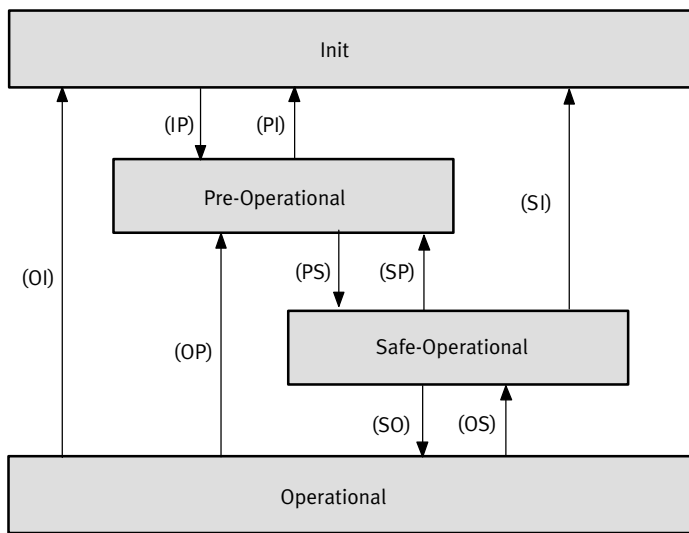 Init
(IP)
(PI)
Pre-Operational
(SI)
(OI)
(PS)
(SP)
(OP)
Safe-Operational
(SO)
(OS)
Operational